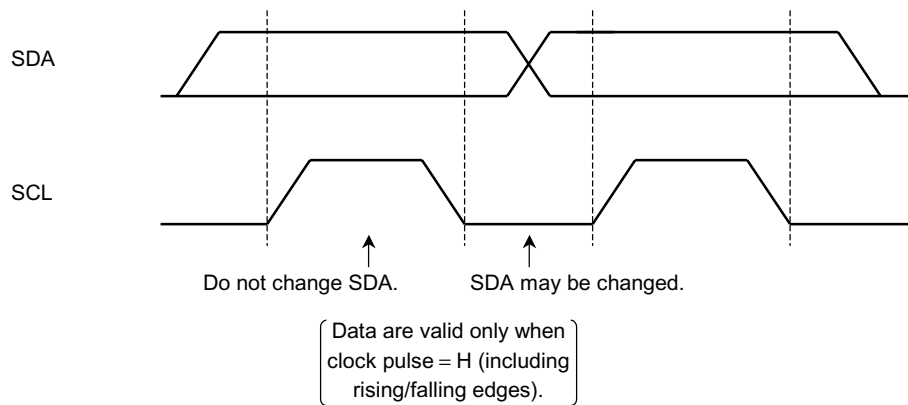 SDA
SCL
Do not change SDA.
SDA may be changed.
Data are valid only when
clock pulse = H (including
rising/falling edges).